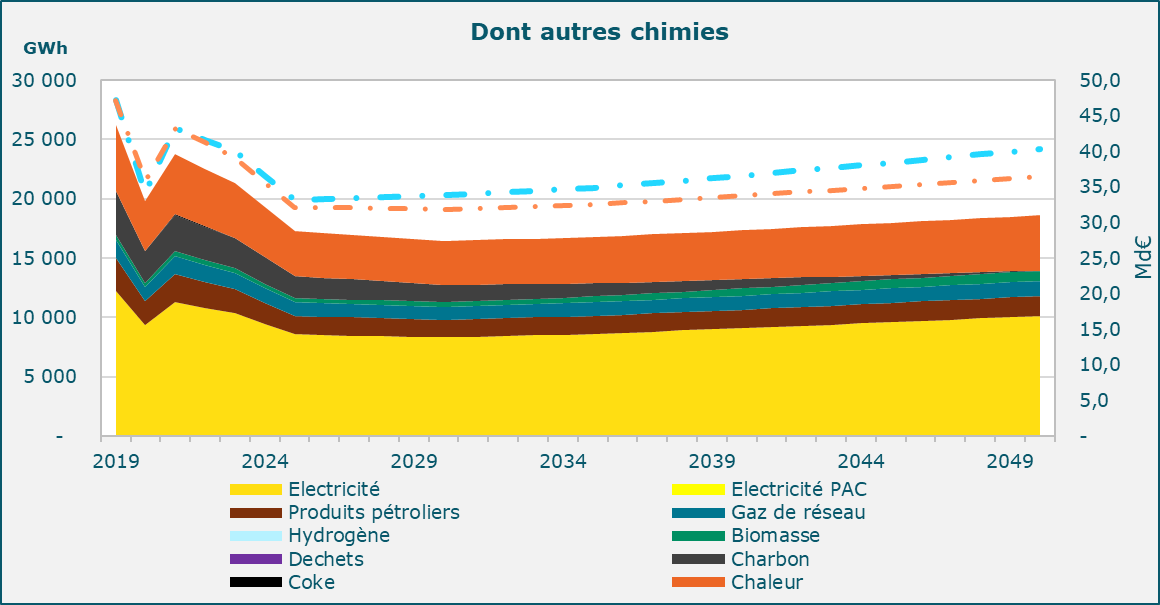 Dont autres chimies
GWh
30 000
25 000
20 000
15 000
10 000
5 000
-
50,0
45,0
40,0
35,0
30,0
25,0
20,0
15,0
10,0
5,0
-
Md€
2019 2024 2029 2034 2039 2044 2049
Electricité Electricité PAC
Produits pétroliers Gaz de réseau
Hydrogène Biomasse
Dechets Charbon
Coke Chaleur